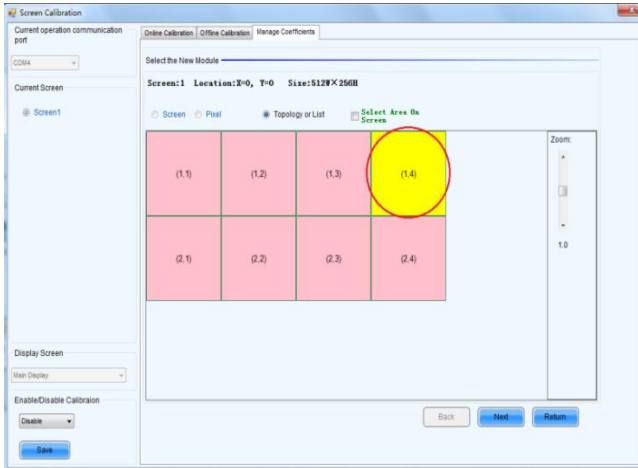 Screen Calibration
Current operation communication
port
COM4
Current Screen
Screen1
Display Screen
Main Display
Enable/Disable Calibraion
Disable
Save
Online Calibration Offline Calibration Manage Coefficients
Select the New Module
Screen:1 Location:X=0, Y=0 Size:512W×256H
Screen Pixel Topology or List Select Area On
Screen
(1,1) (1,2) (1,3) (1,4)
(2,1) (2,2) (2,3) (2,4)
Zoom:
1.0
Back Next Return